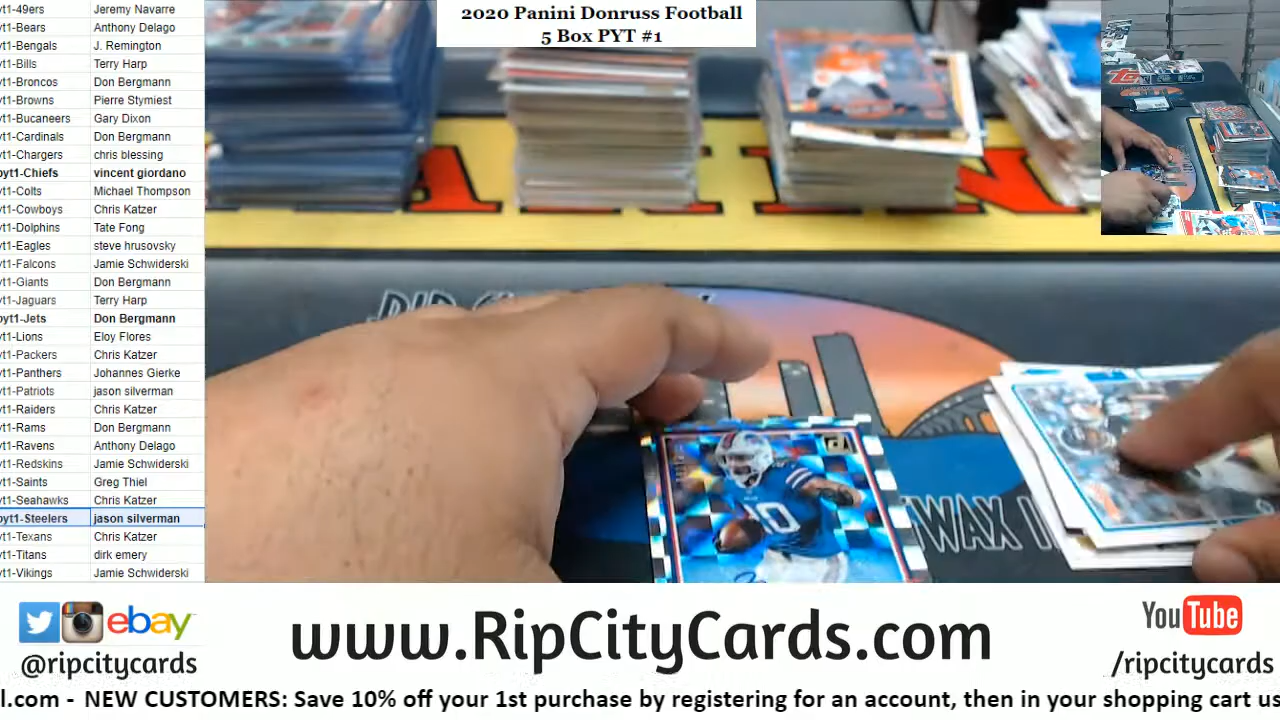 2020 Panini Donruss Football
5 Box PYT #1
yt1-49ers Jeremy Navarre
yt1-Bears Anthony Delago
yt1-Bengals J. Remington
yt1-Bills Terry Harp
yt1-Broncos Don Bergmann
yt1-Browns Pierre Stymiest
yt1-Bucaneers Gary Dixon
yt1-Cardinals Don Bergmann
yt1-Chargers chris blessing
pyt1-Chiefs vincent giordano
yt1-Colts Michael Thompson
yt1-Cowboys Chris Katzer
yt1-Dolphins Tate Fong
yt1-Eagles steve hrusovsky
yt1-Falcons Jamie Schwiderski
yt1-Giants Don Bergmann
yt1-Jaguars Terry Harp
pyt1-Jets Don Bergmann
yt1-Lions Eloy Flores
yt1-Packers Chris Katzer
yt1-Panthers Johannes Gierke
yt1-Patriots jason silverman
yt1-Raiders Chris Katzer
yt1-Rams Don Bergmann
yt1-Ravens Anthony Delago
yt1-Redskins Jamie Schwiderski
yt1-Saints Greg Thiel
yt1-Seahawks Chris Katzer
pyt1-Steelers jason silverman
yt1-Texans Chris Katzer
yt1-Titans dirk emery
yt1-Vikings Jamie Schwiderski
10
WAX
ebay
@ripcitycards
www.RipCityCards.com
YouTube
/ripcitycards
l.com - NEW CUSTOMERS: Save 10% off your 1st purchase by registering for an account, then in your shopping cart us